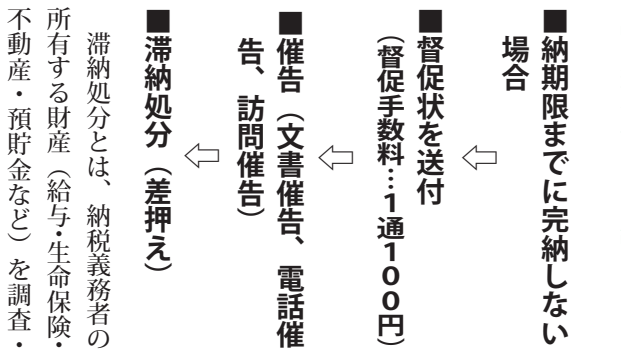 ■納期限までに完納しない
場合
⇦
■督促状を送付
(督促手数料…1通100円)
⇦
■催告(文書催告、電話催
告、訪問催告)
⇦
■滞納処分(差押え)
滞納処分とは、納税義務者の
所有する財産(給与・生命保険・
不動産・預貯金など)を調査・